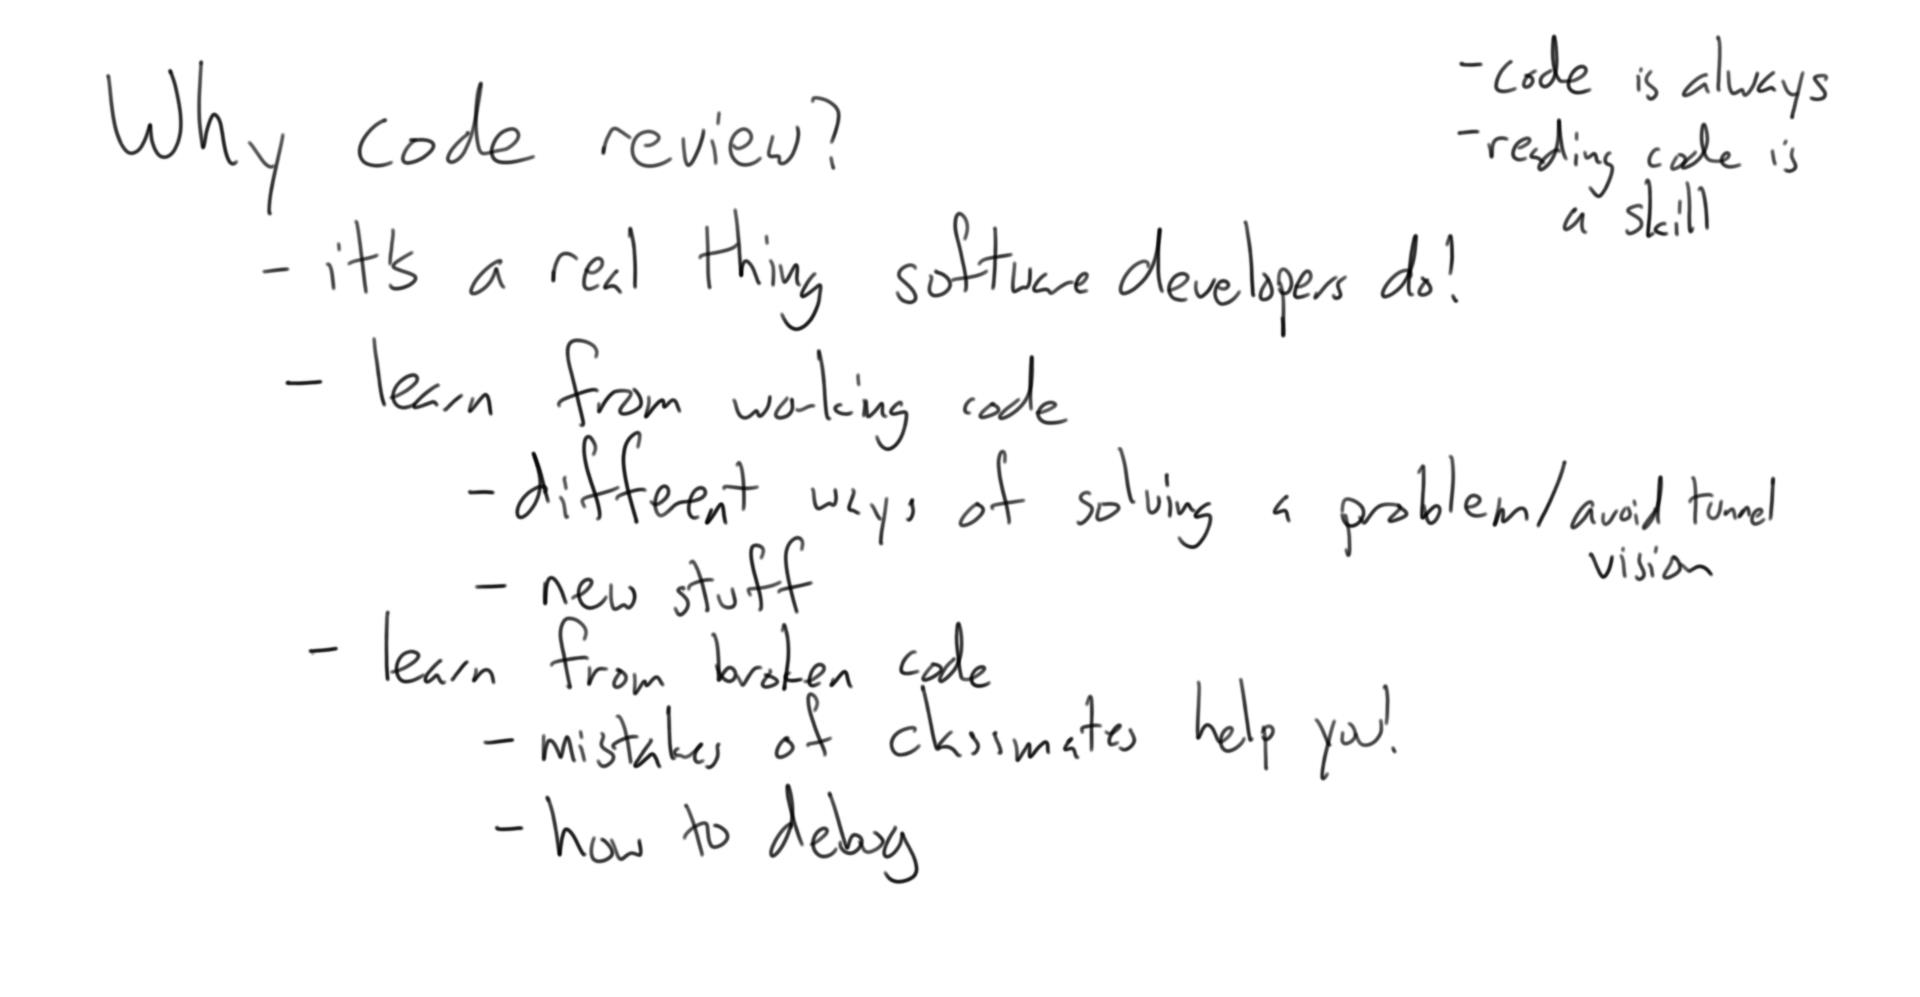 Why code review?
- it's a real thing software developers do!
- learn from working code
- different ways of solving a problem/avoid tunnel
vision
- new stuff
- learn from broken code
- mistakes of classmates help you!
- how to debug
- code is always
- reading code is
a skill